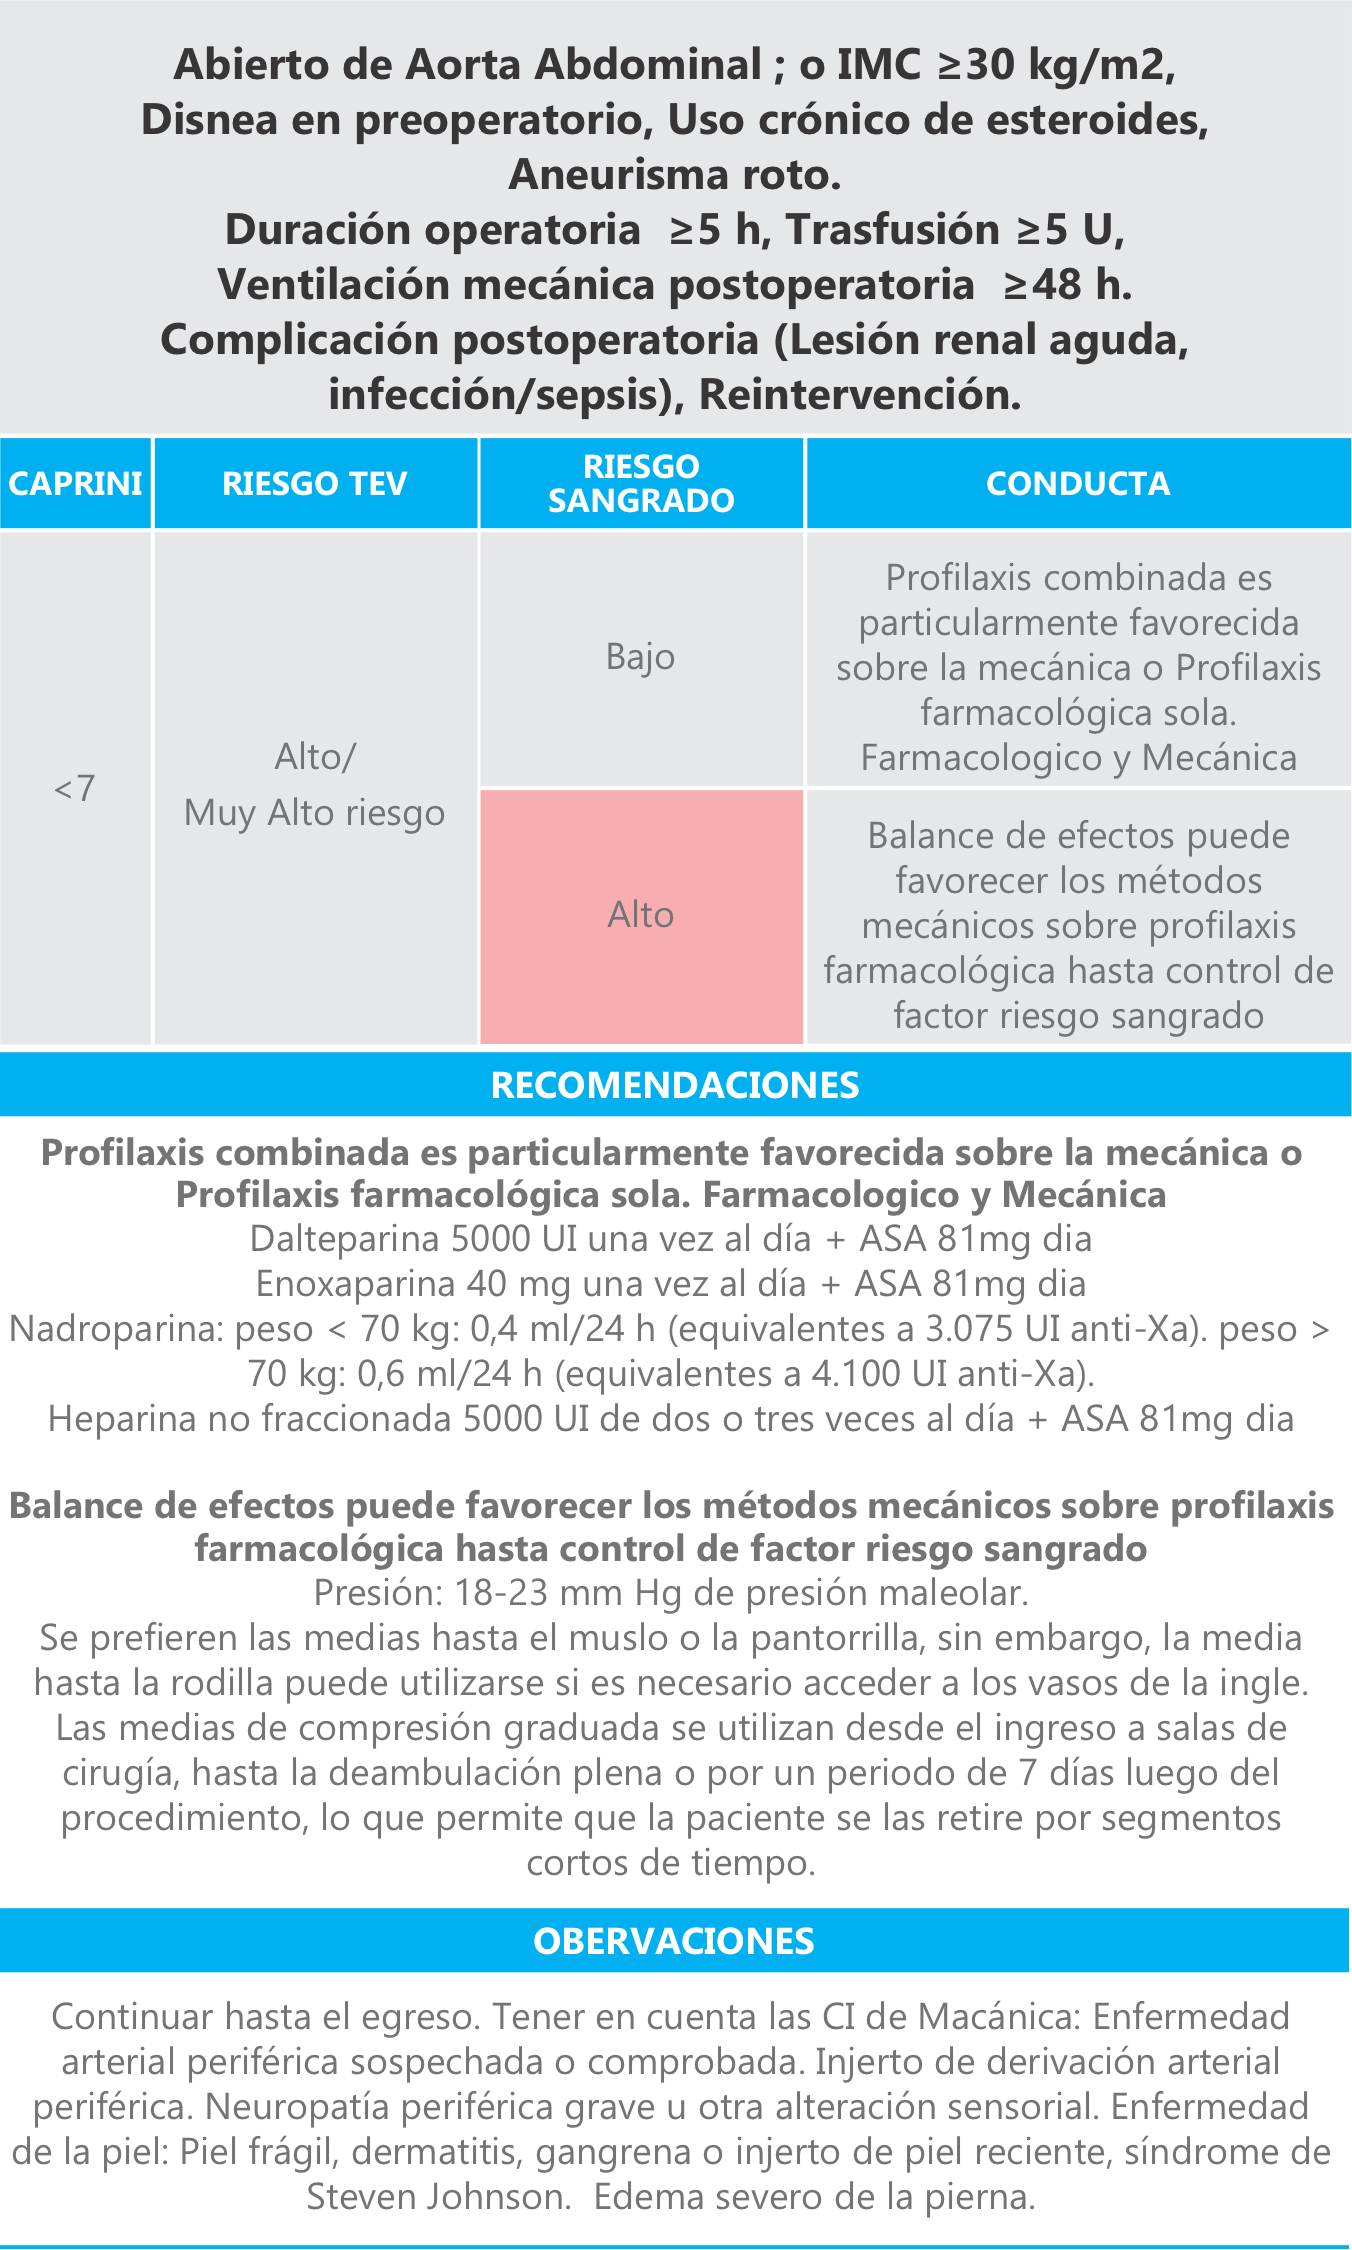 Abierto de Aorta Abdominal ; o IMC ≥30 kg/m2,
Disnea en preoperatorio, Uso crónico de esteroides,
Aneurisma roto.
Duración operatoria  ≥5 h, Trasfusión ≥5 U,
Ventilación mecánica postoperatoria  ≥48 h.
Complicación postoperatoria (Lesión renal aguda,
infección/sepsis), Reintervención.
CAPRINI
RIESGO TEV
RIESGO
SANGRADO
CONDUCTA
<7
Alto/
Muy Alto riesgo
Bajo
Profilaxis combinada es
particularmente favorecida
sobre la mecánica o Profilaxis
farmacológica sola.
Farmacologico y Mecánica
Alto
Balance de efectos puede
favorecer los métodos
mecánicos sobre profilaxis
farmacológica hasta control de
factor riesgo sangrado
RECOMENDACIONES
Profilaxis combinada es particularmente favorecida sobre la mecánica o
Profilaxis farmacológica sola. Farmacologico y Mecánica
Dalteparina 5000 UI una vez al día + ASA 81mg dia
Enoxaparina 40 mg una vez al día + ASA 81mg dia
Nadroparina: peso < 70 kg: 0,4 ml/24 h (equivalentes a 3.075 UI anti-Xa). peso >
70 kg: 0,6 ml/24 h (equivalentes a 4.100 UI anti-Xa).
Heparina no fraccionada 5000 UI de dos o tres veces al día + ASA 81mg dia
Balance de efectos puede favorecer los métodos mecánicos sobre profilaxis
farmacológica hasta control de factor riesgo sangrado
Presión: 18-23 mm Hg de presión maleolar.
Se prefieren las medias hasta el muslo o la pantorrilla, sin embargo, la media
hasta la rodilla puede utilizarse si es necesario acceder a los vasos de la ingle.
Las medias de compresión graduada se utilizan desde el ingreso a salas de
cirugía, hasta la deambulación plena o por un periodo de 7 días luego del
procedimiento, lo que permite que la paciente se las retire por segmentos
cortos de tiempo.
OBERVACIONES
Continuar hasta el egreso. Tener en cuenta las CI de Macánica: Enfermedad
arterial periférica sospechada o comprobada. Injerto de derivación arterial
periférica. Neuropatía periférica grave u otra alteración sensorial. Enfermedad
de la piel: Piel frágil, dermatitis, gangrena o injerto de piel reciente, síndrome de
Steven Johnson.  Edema severo de la pierna.